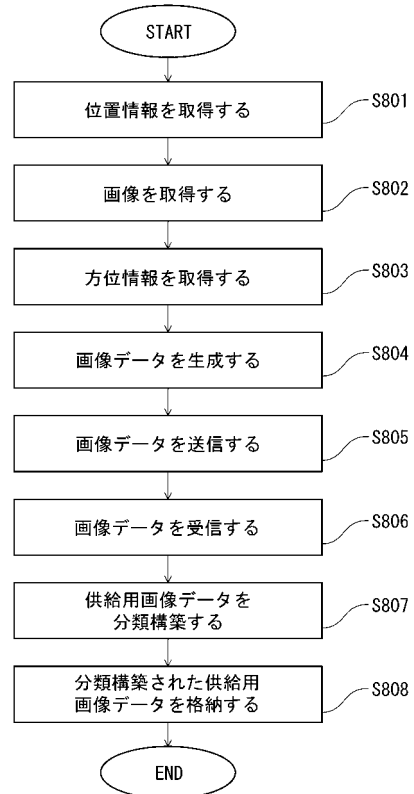 START
位置情報を取得する
S801
画像を取得する
S802
方位情報を取得する
S803
画像データを生成する
S804
画像データを送信する
S805
画像データを受信する
S806
供給用画像データを
分類構築する
S807
分類構築された供給用
画像データを格納する
S808
END